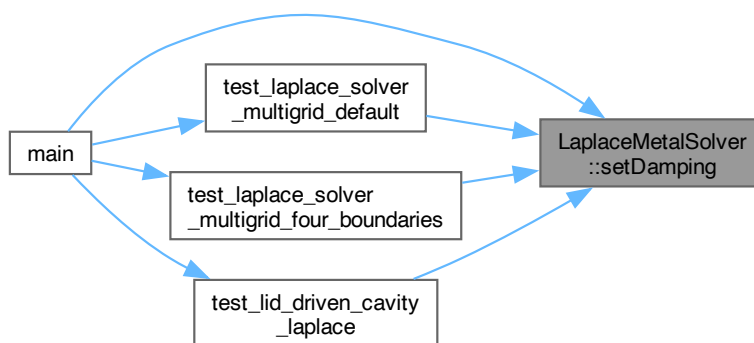 test_laplace_solver
_multigrid_default
main
LaplaceMetalSolver
::setDamping
test_laplace_solver
_multigrid_four_boundaries
test_lid_driven_cavity
_laplace